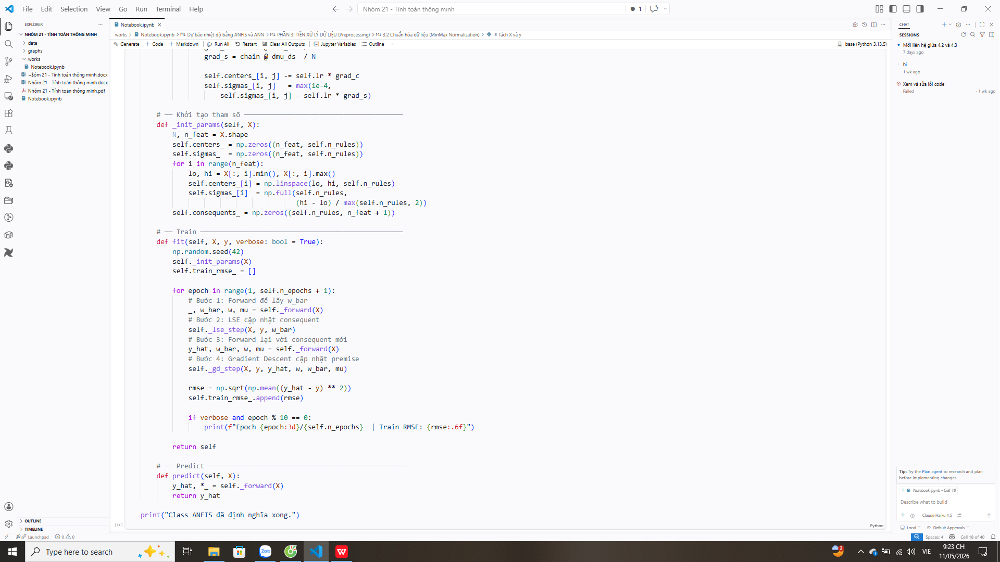 File Edit Selection View Go Run Terminal Help
Nhóm 21 - Tính toán thông minh
1
EXPLORER
NHÓM 21 - TÍNH TOÁN THÔNG MINH
data
graphs
works
Notebook.ipynb
~$óm 21 - Tính toán thông minh.docx
Nhóm 21 - Tính toán thông minh.docx
Nhóm 21 - Tính toán thông minh.pdf
Notebook.ipynb
OUTLINE
TIMELINE
Notebook.ipynb
works > Notebook.ipynb > M↓ Dự báo nhiệt độ bằng ANFIS và ANN > M↓ PHẦN 3: TIỀN XỬ LÝ DỮ LIỆU (Preprocessing) > M↓ 3.2 Chuẩn hóa dữ liệu (MinMax Normalization) > # Tách X và y
Generate + Code + Markdown Run All Restart Clear All Outputs Jupyter Variables Outline ...
base (Python 3.13.5)
grad_s = chain @ dmu_ds  / N
self.centers_[i, j] -= self.lr * grad_c
self.sigmas_[i, j]   = max(1e-4,
self.sigmas_[i, j] - self.lr * grad_s)
# ── Khởi tạo tham số ────────────────────────────────────────
def _init_params(self, X):
N, n_feat = X.shape
self.centers_ = np.zeros((n_feat, self.n_rules))
self.sigmas_  = np.zeros((n_feat, self.n_rules))
for i in range(n_feat):
lo, hi = X[:, i].min(), X[:, i].max()
self.centers_[i] = np.linspace(lo, hi, self.n_rules)
self.sigmas_[i]  = np.full(self.n_rules,
(hi - lo) / max(self.n_rules, 2))
self.consequents_ = np.zeros((self.n_rules, n_feat + 1))
# ── Train ───────────────────────────────────────────────────
def fit(self, X, y, verbose: bool = True):
np.random.seed(42)
self._init_params(X)
self.train_rmse_ = []
for epoch in range(1, self.n_epochs + 1):
# Bước 1: Forward để lấy w_bar
_, w_bar, w, mu = self._forward(X)
# Bước 2: LSE cập nhật consequent
self._lse_step(X, y, w_bar)
# Bước 3: Forward lại với consequent mới
y_hat, w_bar, w, mu = self._forward(X)
# Bước 4: Gradient Descent cập nhật premise
self._gd_step(X, y, y_hat, w, w_bar, mu)
rmse = np.sqrt(np.mean((y_hat - y) ** 2))
self.train_rmse_.append(rmse)
if verbose and epoch % 10 == 0:
print(f"Epoch {epoch:3d}/{self.n_epochs}  | Train RMSE: {rmse:.6f}")
return self
# ── Predict ──────────────────────────────────────────────────
def predict(self, X):
y_hat, *_ = self._forward(X)
return y_hat
print("Class ANFIS đã định nghĩa xong.")
[11]
Python
CHAT
SESSIONS
Mối liên hệ giữa 4.2 và 4.3
7 days ago
hi
1 wk ago
Xem và sửa lỗi code
Failed · 1 wk ago
Tip: Try the Plan agent to research and plan
before implementing changes.
+ Notebook.ipynb • Cell 18
Describe what to build
Claude Haiku 4.5
Local Default Approvals
Launchpad 0 0
Spaces: 4 Cell 18 of 40
Type here to search
Zalo
2
VIE
9:23 CH
11/05/2026